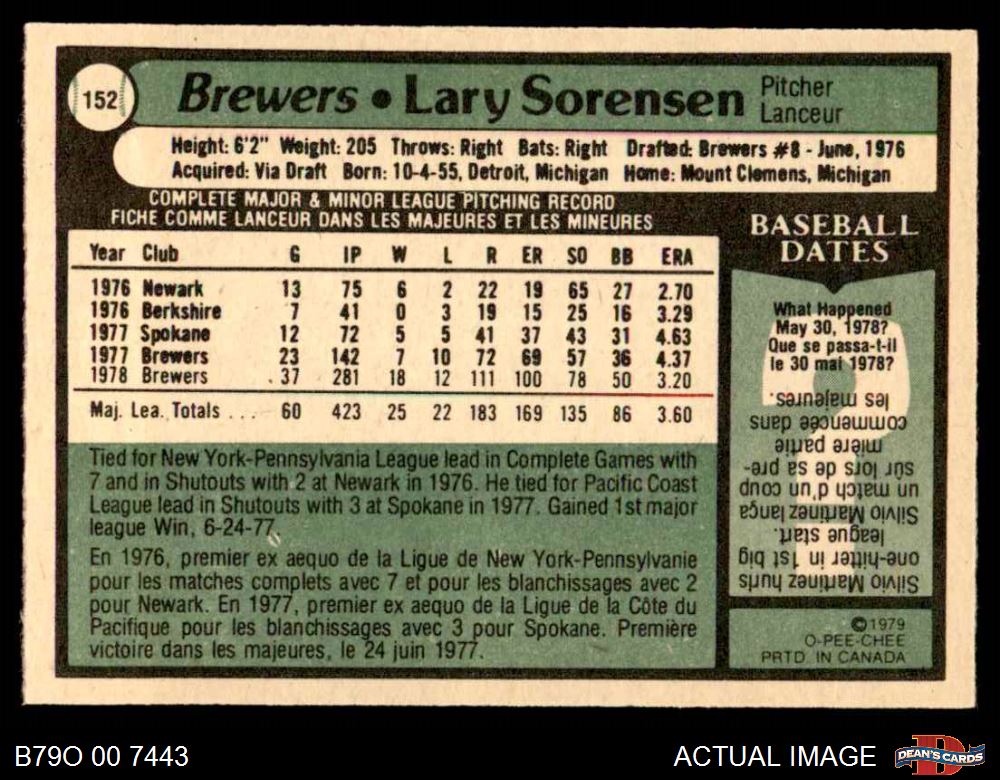 152
Brewers • Lary Sorensen
Pitcher
Lanceur
Height: 6'2" Weight: 205 Throws: Right Bats: Right Drafted: Brewers #8 - June, 1976
Acquired: Via Draft Born: 10-4-55, Detroit, Michigan Home: Mount Clemens, Michigan
COMPLETE MAJOR & MINOR LEAGUE PITCHING RECORD
FICHE COMME LANCEUR DANS LES MAJEURES ET LES MINEURES
Year Club G IP W L R ER SO BB ERA
1976 Newark 13 75 6 2 22 19 65 27 2.70
1976 Berkshire 7 41 0 3 19 15 25 16 3.29
1977 Spokane 12 72 5 5 41 37 43 31 4.63
1977 Brewers 23 142 7 10 72 69 57 36 4.37
1978 Brewers 37 281 18 12 111 100 78 50 3.20
Maj. Lea. Totals ... 60 423 25 22 183 169 135 86 3.60
Tied for New York-Pennsylvania League lead in Complete Games with
7 and in Shutouts with 2 at Newark in 1976. He tied for Pacific Coast
League lead in Shutouts with 3 at Spokane in 1977. Gained 1st major
league Win, 6-24-77.
En 1976, premier ex aequo de la Ligue de New York-Pennsylvanie
pour les matches complets avec 7 et pour les blanchissages avec 2
pour Newark. En 1977, premier ex aequo de la Ligue de la Côte du
Pacifique pour les blanchissages avec 3 pour Spokane. Première
victoire dans les majeures, le 24 juin 1977.
BASEBALL
DATES
What Happened
May 30, 1978?
Que se passa-t-il
le 30 mai 1978?
Silvio Martinez hurls
one-hitter in 1st big
league start.
Silvio Martinez lança
un match d'un coup
sûr lors de sa pre-
mière partie
commencée dans
les majeures.
©1979
O-PEE-CHEE
PRTD. IN CANADA
B79O 00 7443
ACTUAL IMAGE
DEAN'S CARDS